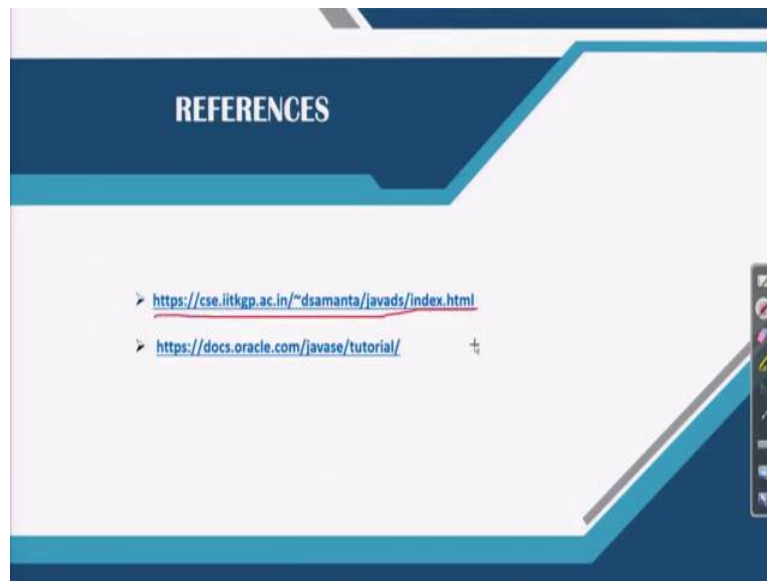 REFERENCES
➢ https://cse.iitkgp.ac.in/~dsamanta/javads/index.html
➢ https://docs.oracle.com/javase/tutorial/